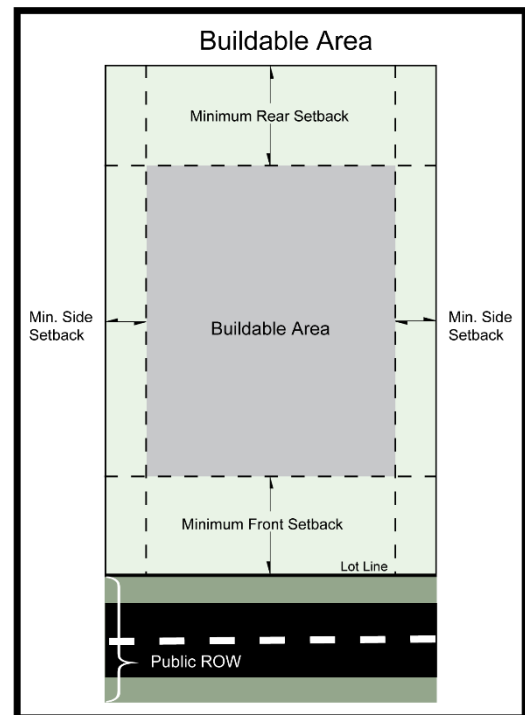 Buildable Area
Minimum Rear Setback
Min. Side
Setback
Buildable Area
Min. Side
Setback
Minimum Front Setback
Lot Line
Public ROW